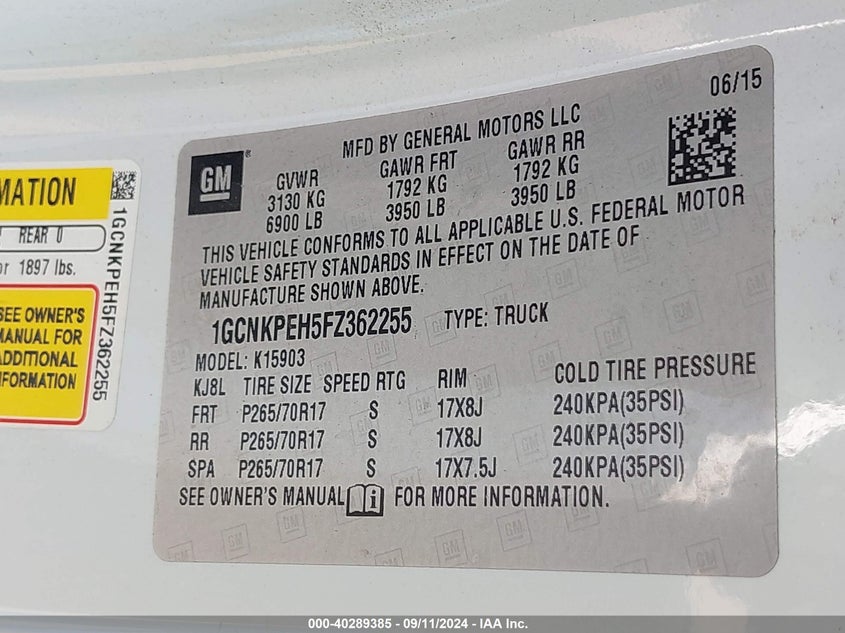 MATION
REAR 0
or 1897 lbs.
SEE OWNER'S
MANUAL FOR
ADDITIONAL
INFORMATION
1GCNKPEH5FZ362255
06/15
GM
MFD BY GENERAL MOTORS LLC
GVWR GAWR FRT GAWR RR
3130 KG 1792 KG 1792 KG
6900 LB 3950 LB 3950 LB
THIS VEHICLE CONFORMS TO ALL APPLICABLE U.S. FEDERAL MOTOR
VEHICLE SAFETY STANDARDS IN EFFECT ON THE DATE OF
MANUFACTURE SHOWN ABOVE.
1GCNKPEH5FZ362255 TYPE: TRUCK
MODEL: K15903
KJ8L TIRE SIZE SPEED RTG RIM COLD TIRE PRESSURE
FRT P265/70R17 S 17X8J 240KPA(35PSI)
RR P265/70R17 S 17X8J 240KPA(35PSI)
SPA P265/70R17 S 17X7.5J 240KPA(35PSI)
SEE OWNER'S MANUAL FOR MORE INFORMATION.
000-40289385 - 09/11/2024 - IAA Inc.